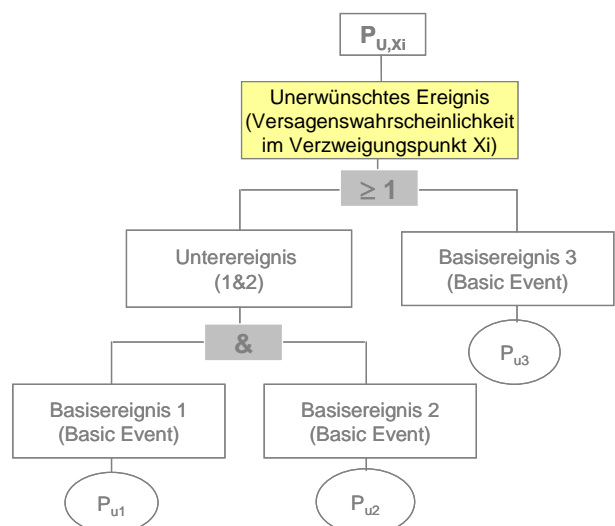 P_U,Xi
Unerwünschtes Ereignis
(Versagenswahrscheinlichkeit
im Verzweigungspunkt Xi)
≥ 1
Unterereignis
(1&2)
Basisereignis 3
(Basic Event)
&
P_u3
Basisereignis 1
(Basic Event)
Basisereignis 2
(Basic Event)
P_u1
P_u2